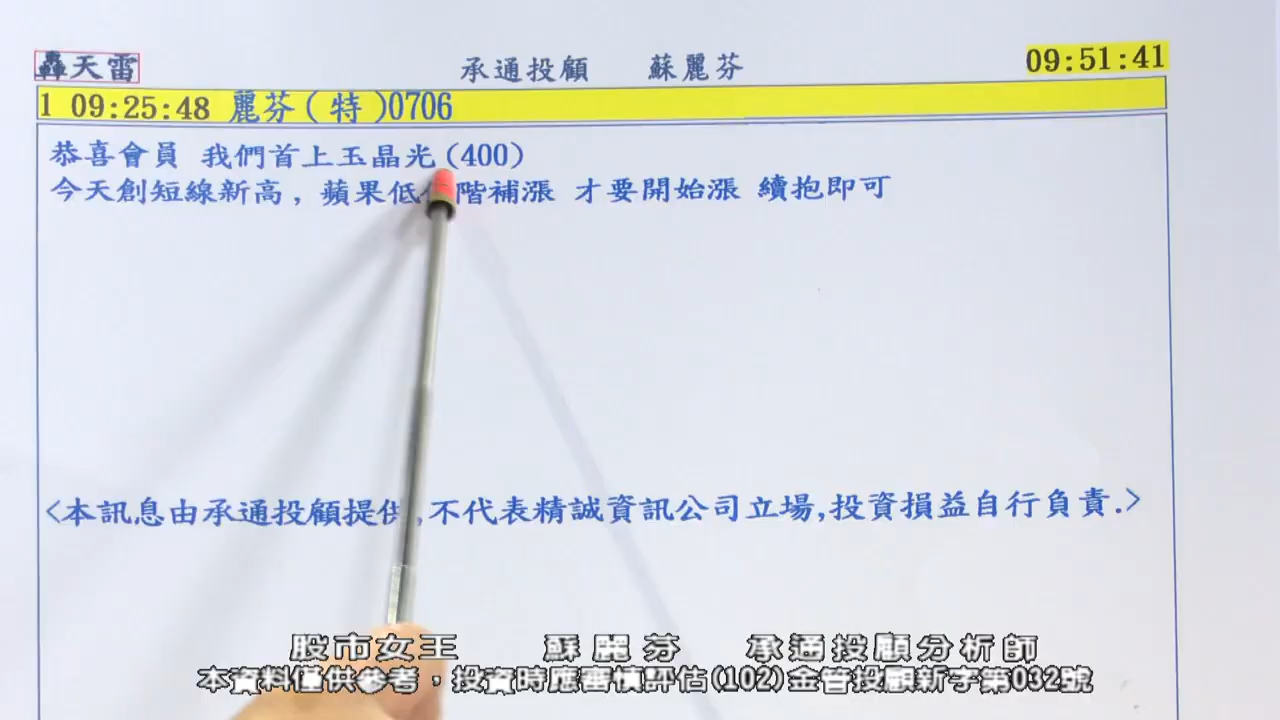 轟天雷 承通投顧 蘇麗芬 09:51:41
1 09:25:48 麗芬(特)0706
恭喜會員 我們首上玉晶光(400)
今天創短線新高,蘋果低 階補漲 才要開始漲 續抱即可
<本訊息由承通投顧提供,不代表精誠資訊公司立場,投資損益自行負責.>
股市女王 蘇麗芬 承通投顧分析師
本資料僅供參考,投資時應審慎評估(102)金管投顧新字第032號